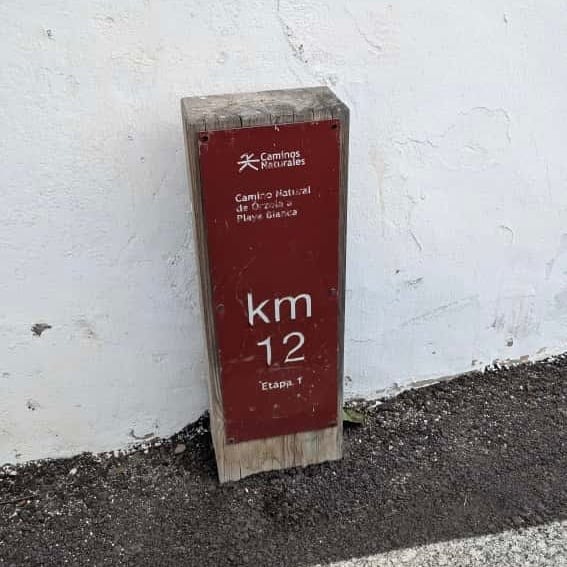 Caminos
Naturales
Camino Natural
de Órzola a
Playa Blanca
km
12
Etapa 1